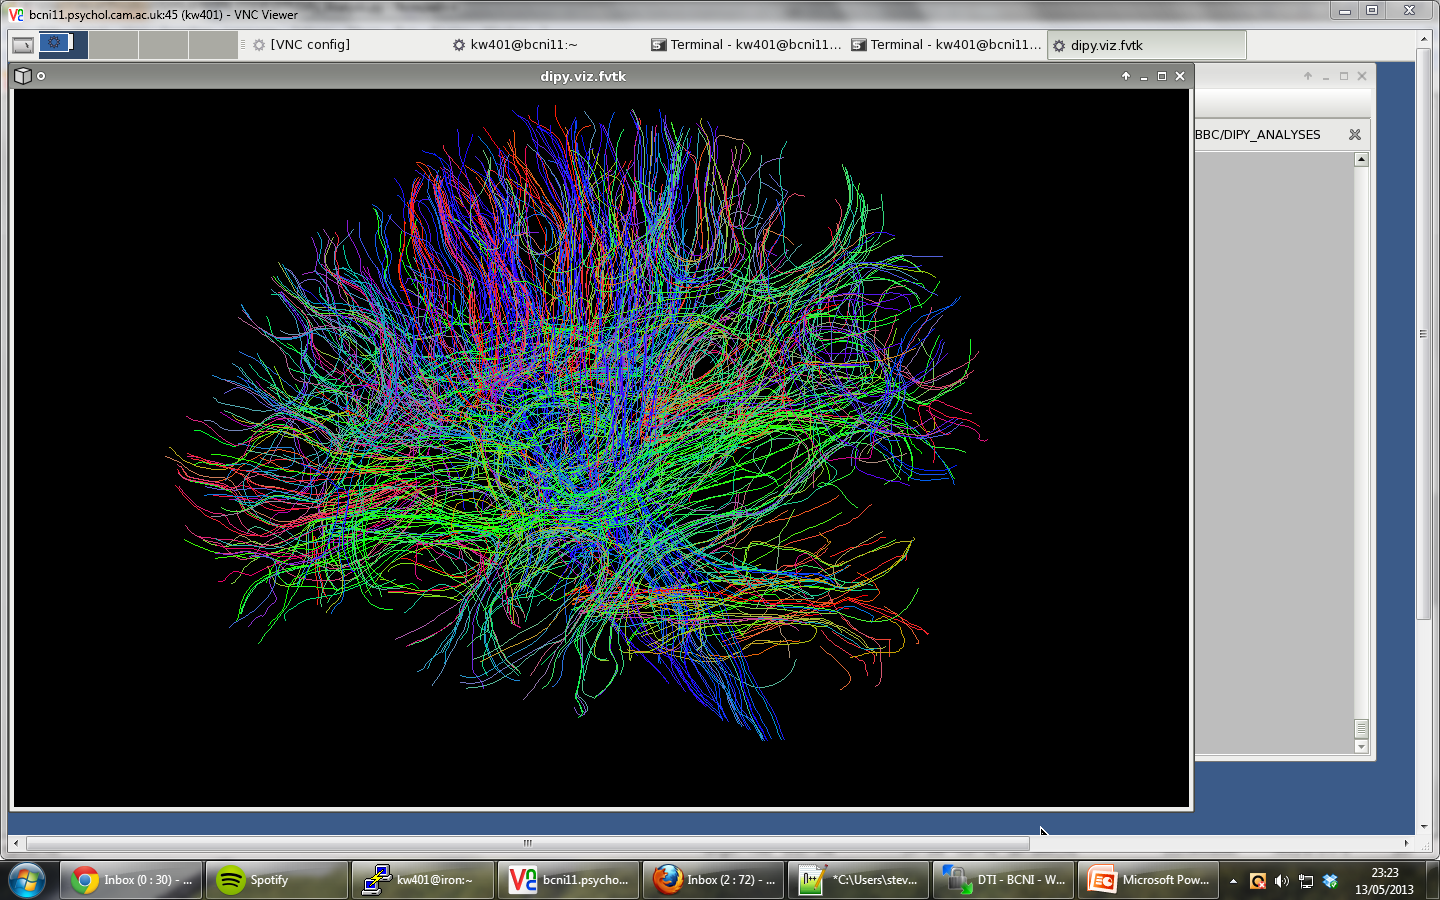 bcni11.psychol.cam.ac.uk:45 (kw401) - VNC Viewer
[VNC config]
kw401@bcni11:~
Terminal - kw401@bcni11...
Terminal - kw401@bcni11...
dipy.viz.fvtk
dipy.viz.fvtk
BBC/DIPY_ANALYSES
Inbox (0 : 30) - ...
Spotify
kw401@iron:~
bcni11.psycho...
Inbox (2 : 72) - ...
*C:\Users\stev...
DTI - BCNI - W...
Microsoft Pow...
23:23
13/05/2013